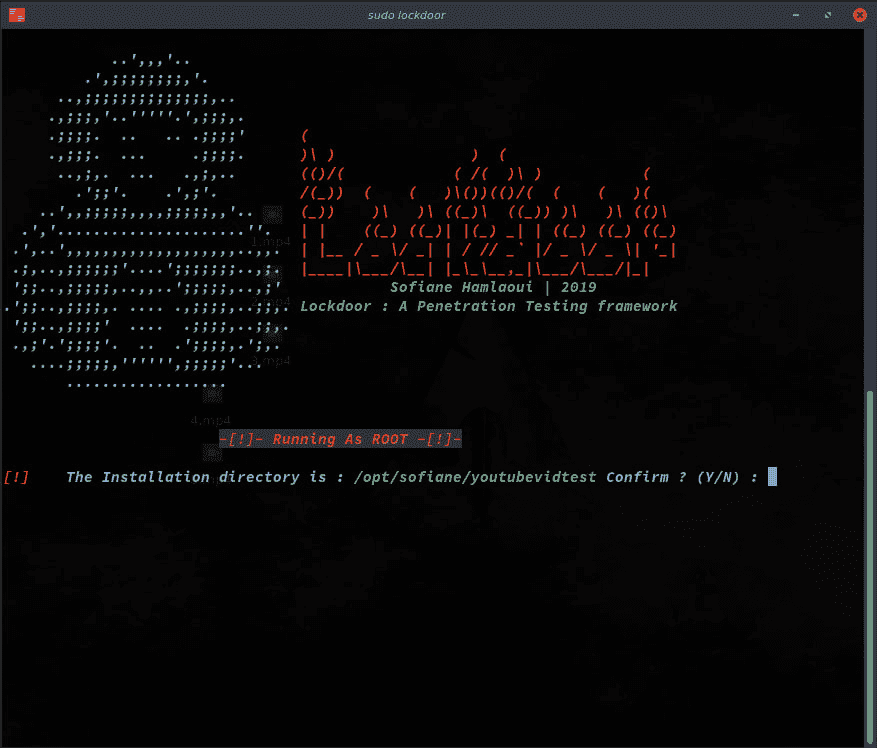 sudo lockdoor
1.mp4
2.mp4
Sofiane Hamlaoui | 2019
Lockdoor : A Penetration Testing framework
3.mp4
4.mp4
-[!]- Running As ROOT -[!]-
[!] The Installation directory is : /opt/sofiane/youtubevidtest Confirm ? (Y/N) :